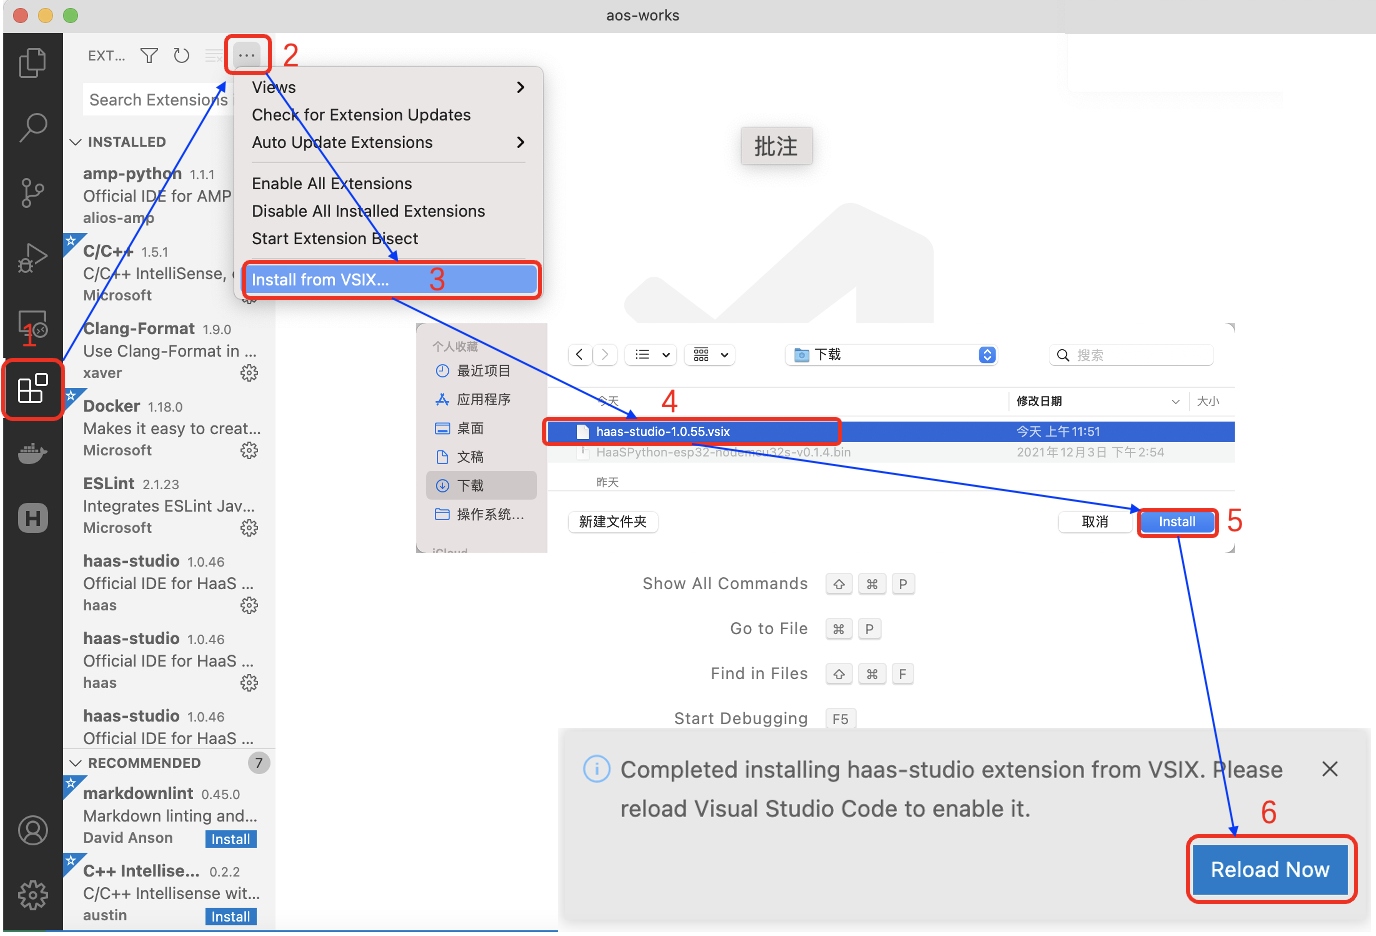 aos-works
EXT...
2
Search Extensions
Views
Check for Extension Updates
Auto Update Extensions
Enable All Extensions
Disable All Installed Extensions
Start Extension Bisect
Install from VSIX...
3
批注
INSTALLED
amp-python 1.1.1
Official IDE for AMP
alios-amp
C/C++ 1.5.1
C/C++ IntelliSense,
Microsoft
1
Clang-Format 1.9.0
Use Clang-Format in ...
xaver
Docker 1.18.0
Makes it easy to creat...
Microsoft
ESLint 2.1.23
Integrates ESLint Jav...
Microsoft
H
haas-studio 1.0.46
Official IDE for HaaS ...
haas
haas-studio 1.0.46
Official IDE for HaaS ...
haas
haas-studio 1.0.46
Official IDE for HaaS ...
RECOMMENDED 7
markdownlint 0.45.0
Markdown linting and...
David Anson Install
C++ Intellise... 0.2.2
C/C++ Intellisense wit...
austin Install
个人收藏
最近项目
应用程序
桌面
文稿
下载
操作系统...
iCloud
下载
搜索
今天 4 修改日期 大小
haas-studio-1.0.55.vsix 今天 上午11:51
HaaSPython-esp32-nodemcu32s-v0.1.4.bin 2021年12月3日 下午2:54
昨天
新建文件夹 取消 Install 5
Show All Commands ⇧ ⌘ P
Go to File ⌘ P
Find in Files ⇧ ⌘ F
Start Debugging F5
Completed installing haas-studio extension from VSIX. Please
reload Visual Studio Code to enable it.
6
Reload Now